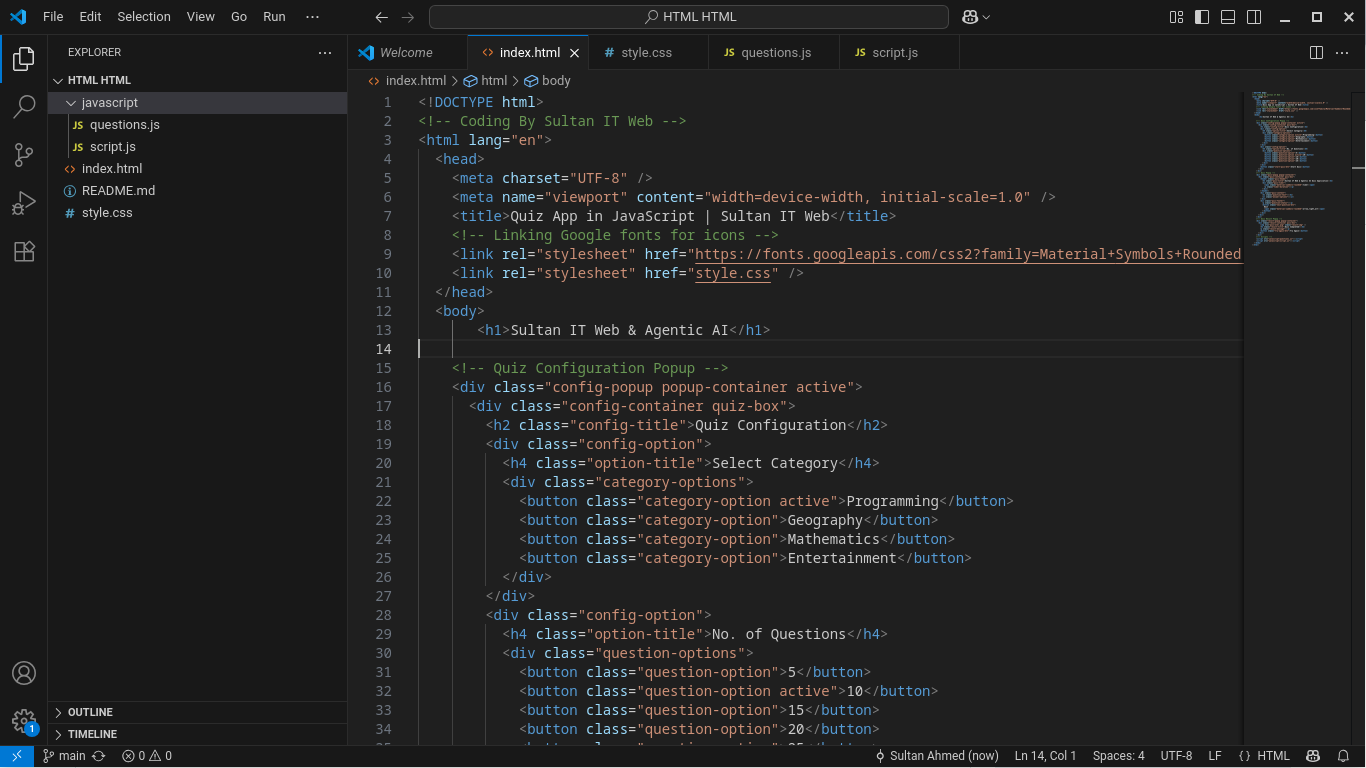 File Edit Selection View Go Run ···
HTML HTML
EXPLORER
HTML HTML
javascript
JS questions.js
JS script.js
<> index.html
README.md
# style.css
OUTLINE
TIMELINE
Welcome
<> index.html
# style.css
JS questions.js
JS script.js
<> index.html > html > body
1 <!DOCTYPE html>
2 <!-- Coding By Sultan IT Web -->
3 <html lang="en">
4 <head>
5 <meta charset="UTF-8" />
6 <meta name="viewport" content="width=device-width, initial-scale=1.0" />
7 <title>Quiz App in JavaScript | Sultan IT Web</title>
8 <!-- Linking Google fonts for icons -->
9 <link rel="stylesheet" href="https://fonts.googleapis.com/css2?family=Material+Symbols+Rounded
10 <link rel="stylesheet" href="style.css" />
11 </head>
12 <body>
13 <h1>Sultan IT Web & Agentic AI</h1>
14
15 <!-- Quiz Configuration Popup -->
16 <div class="config-popup popup-container active">
17 <div class="config-container quiz-box">
18 <h2 class="config-title">Quiz Configuration</h2>
19 <div class="config-option">
20 <h4 class="option-title">Select Category</h4>
21 <div class="category-options">
22 <button class="category-option active">Programming</button>
23 <button class="category-option">Geography</button>
24 <button class="category-option">Mathematics</button>
25 <button class="category-option">Entertainment</button>
26 </div>
27 </div>
28 <div class="config-option">
29 <h4 class="option-title">No. of Questions</h4>
30 <div class="question-options">
31 <button class="question-option">5</button>
32 <button class="question-option active">10</button>
33 <button class="question-option">15</button>
34 <button class="question-option">20</button>
1
main
0 0
Sultan Ahmed (now)
Ln 14, Col 1
Spaces: 4
UTF-8
LF
{} HTML